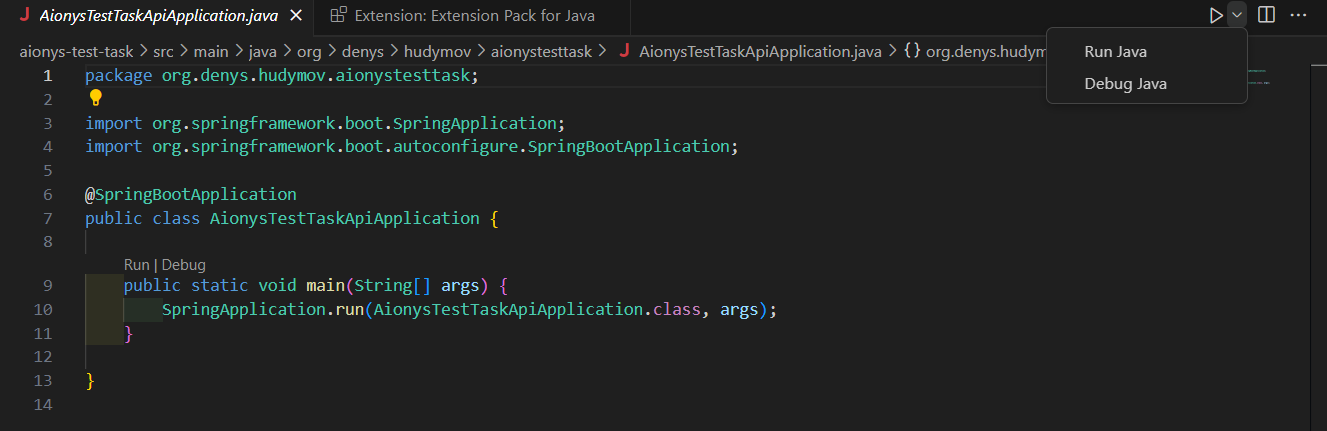 AionysTestTaskApiApplication.java Extension: Extension Pack for Java
aionys-test-task > src > main > java > org > denys > hudymov > aionystesttask > J AionysTestTaskApiApplication.java > {} org.denys.hudym
Run Java
Debug Java
1 package org.denys.hudymov.aionystesttask;
2
3 import org.springframework.boot.SpringApplication;
4 import org.springframework.boot.autoconfigure.SpringBootApplication;
5
6 @SpringBootApplication
7 public class AionysTestTaskApiApplication {
8
Run | Debug
9 public static void main(String[] args) {
10 SpringApplication.run(AionysTestTaskApiApplication.class, args);
11 }
12
13 }
14